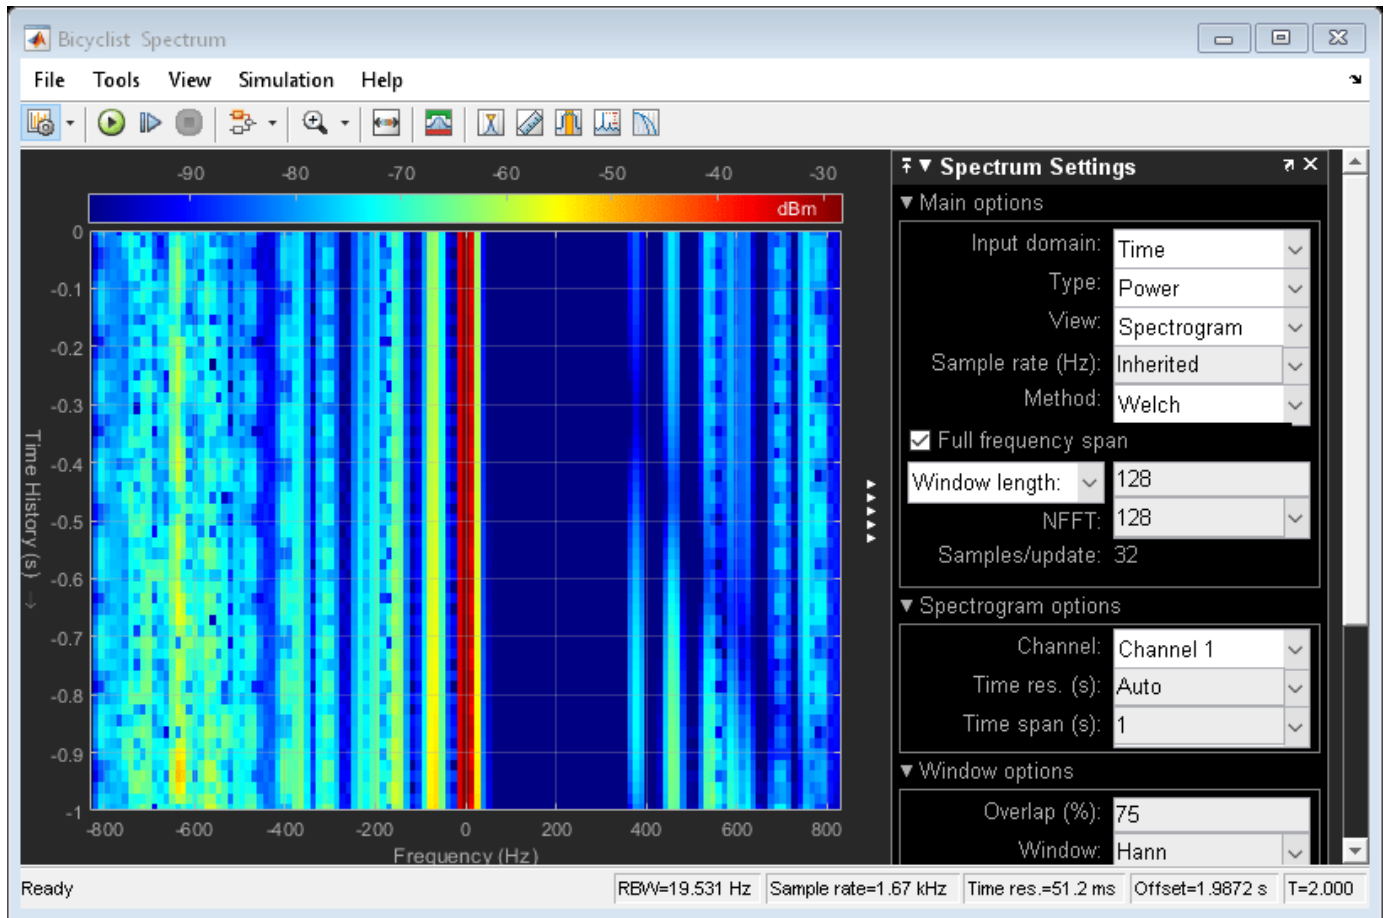 Bicyclist Spectrum
File Tools View Simulation Help
-90 -80 -70 -60 -50 -40 -30
dBm
0
-0.1
-0.2
-0.3
-0.4
-0.5
-0.6
-0.7
-0.8
-0.9
-1
Time History (s) →
-800 -600 -400 -200 0 200 400 600 800
Frequency (Hz)
Spectrum Settings
Main options
Input domain: Time
Type: Power
View: Spectrogram
Sample rate (Hz): Inherited
Method: Welch
Full frequency span
Window length: 128
NFFT: 128
Samples/update: 32
Spectrogram options
Channel: Channel 1
Time res. (s): Auto
Time span (s): 1
Window options
Overlap (%): 75
Window: Hann
Ready RBW=19.531 Hz Sample rate=1.67 kHz Time res.=51.2 ms Offset=1.9872 s T=2.000